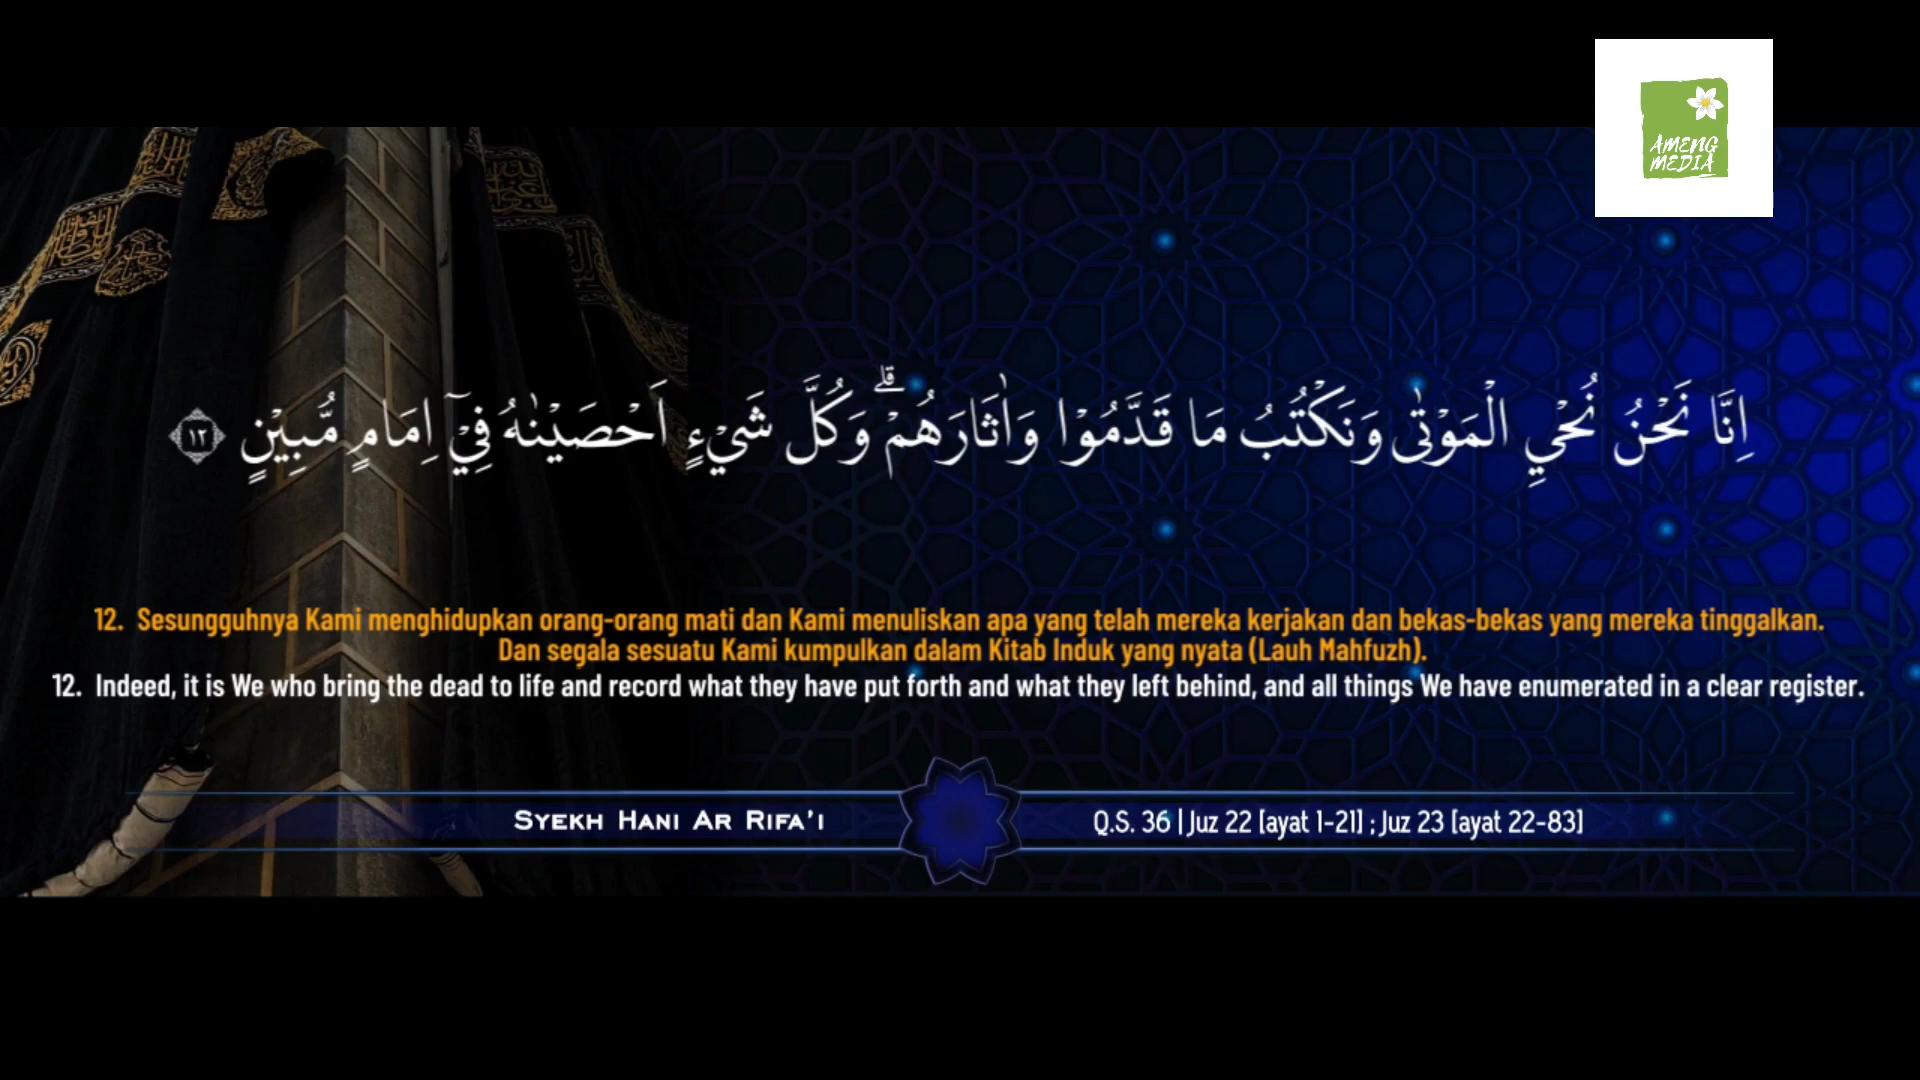 AMENG
MEDIA
اِنَّا نَحْنُ نُحْيِ الْمَوْتٰى وَنَكْتُبُ مَا قَدَّمُوْا وَاٰثَارَهُمْۗ وَكُلَّ شَيْءٍ اَحْصَيْنٰهُ فِيْٓ اِمَامٍ مُّبِيْنٍ ١٢
12. Sesungguhnya Kami menghidupkan orang-orang mati dan Kami menuliskan apa yang telah mereka kerjakan dan bekas-bekas yang mereka tinggalkan.
Dan segala sesuatu Kami kumpulkan dalam Kitab Induk yang nyata (Lauh Mahfuzh).
12. Indeed, it is We who bring the dead to life and record what they have put forth and what they left behind, and all things We have enumerated in a clear register.
Syekh Hani Ar Rifa'i
Q.S. 36 | Juz 22 [ayat 1-21] ; Juz 23 [ayat 22-83]